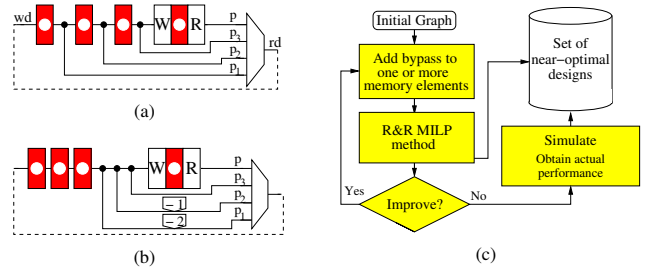 wd
W R
p
p3
p2
p1
rd
(a)
W R
p
p3
p2
p1
- 1
- 2
(b)
Initial Graph
Add bypass to
one or more
memory elements
R&R MILP
method
Improve?
Yes
No
Set of
near-optimal
designs
Simulate
Obtain actual
performance
(c)